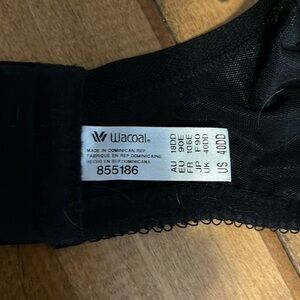 Wacoal®
MADE IN DOMINICAN REP.
FABRIQUÉ EN REP. DOMINICAINE
HECHO EN REP. DOMINICANA
855186
AU 18DD
EU 90E
FR 105E
JP F90
UK 40DD
US 40DD